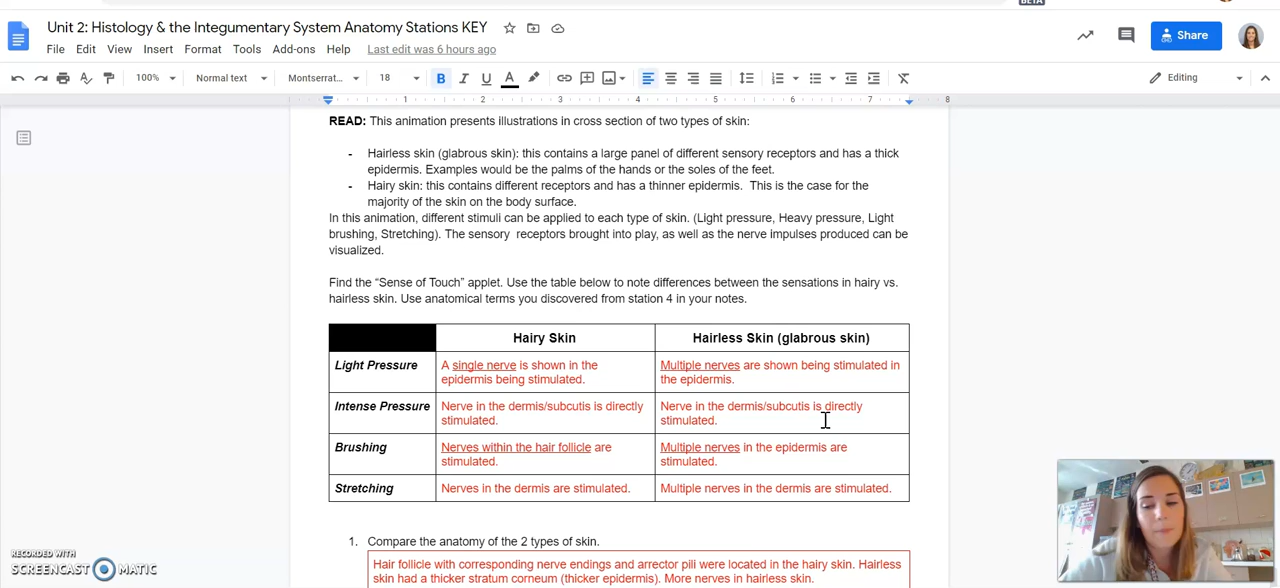 BETA
Unit 2: Histology & the Integumentary System Anatomy Stations KEY
Share
File Edit View Insert Format Tools Add-ons Help Last edit was 6 hours ago
100% Normal text Montserrat... 18 B I U A Editing
1 2 3 4 5 6 7 8
READ: This animation presents illustrations in cross section of two types of skin:
- Hairless skin (glabrous skin): this contains a large panel of different sensory receptors and has a thick
epidermis. Examples would be the palms of the hands or the soles of the feet.
- Hairy skin: this contains different receptors and has a thinner epidermis. This is the case for the
majority of the skin on the body surface.
In this animation, different stimuli can be applied to each type of skin. (Light pressure, Heavy pressure, Light
brushing, Stretching). The sensory receptors brought into play, as well as the nerve impulses produced can be
visualized.
Find the “Sense of Touch” applet. Use the table below to note differences between the sensations in hairy vs.
hairless skin. Use anatomical terms you discovered from station 4 in your notes.
Hairy Skin Hairless Skin (glabrous skin)
Light Pressure A single nerve is shown in the Multiple nerves are shown being stimulated in
epidermis being stimulated. the epidermis.
Intense Pressure Nerve in the dermis/subcutis is directly Nerve in the dermis/subcutis is directly
stimulated. stimulated.
Brushing Nerves within the hair follicle are Multiple nerves in the epidermis are
stimulated. stimulated.
Stretching Nerves in the dermis are stimulated. Multiple nerves in the dermis are stimulated.
1. Compare the anatomy of the 2 types of skin.
Hair follicle with corresponding nerve endings and arrector pili were located in the hairy skin. Hairless
skin had a thicker stratum corneum (thicker epidermis). More nerves in hairless skin.
RECORDED WITH
SCREENCAST MATIC